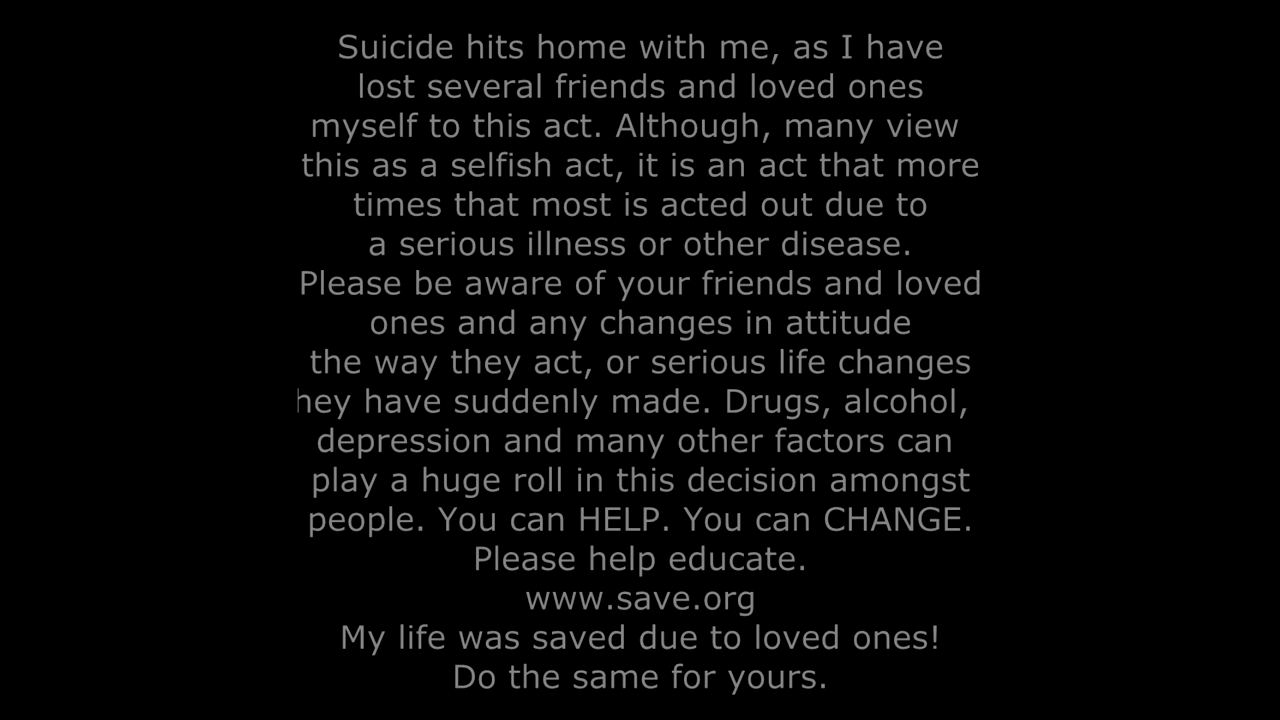 Suicide hits home with me, as I have
lost several friends and loved ones
myself to this act. Although, many view
this as a selfish act, it is an act that more
times that most is acted out due to
a serious illness or other disease.
Please be aware of your friends and loved
ones and any changes in attitude
the way they act, or serious life changes
hey have suddenly made. Drugs, alcohol,
depression and many other factors can
play a huge roll in this decision amongst
people. You can HELP. You can CHANGE.
Please help educate.
www.save.org
My life was saved due to loved ones!
Do the same for yours.